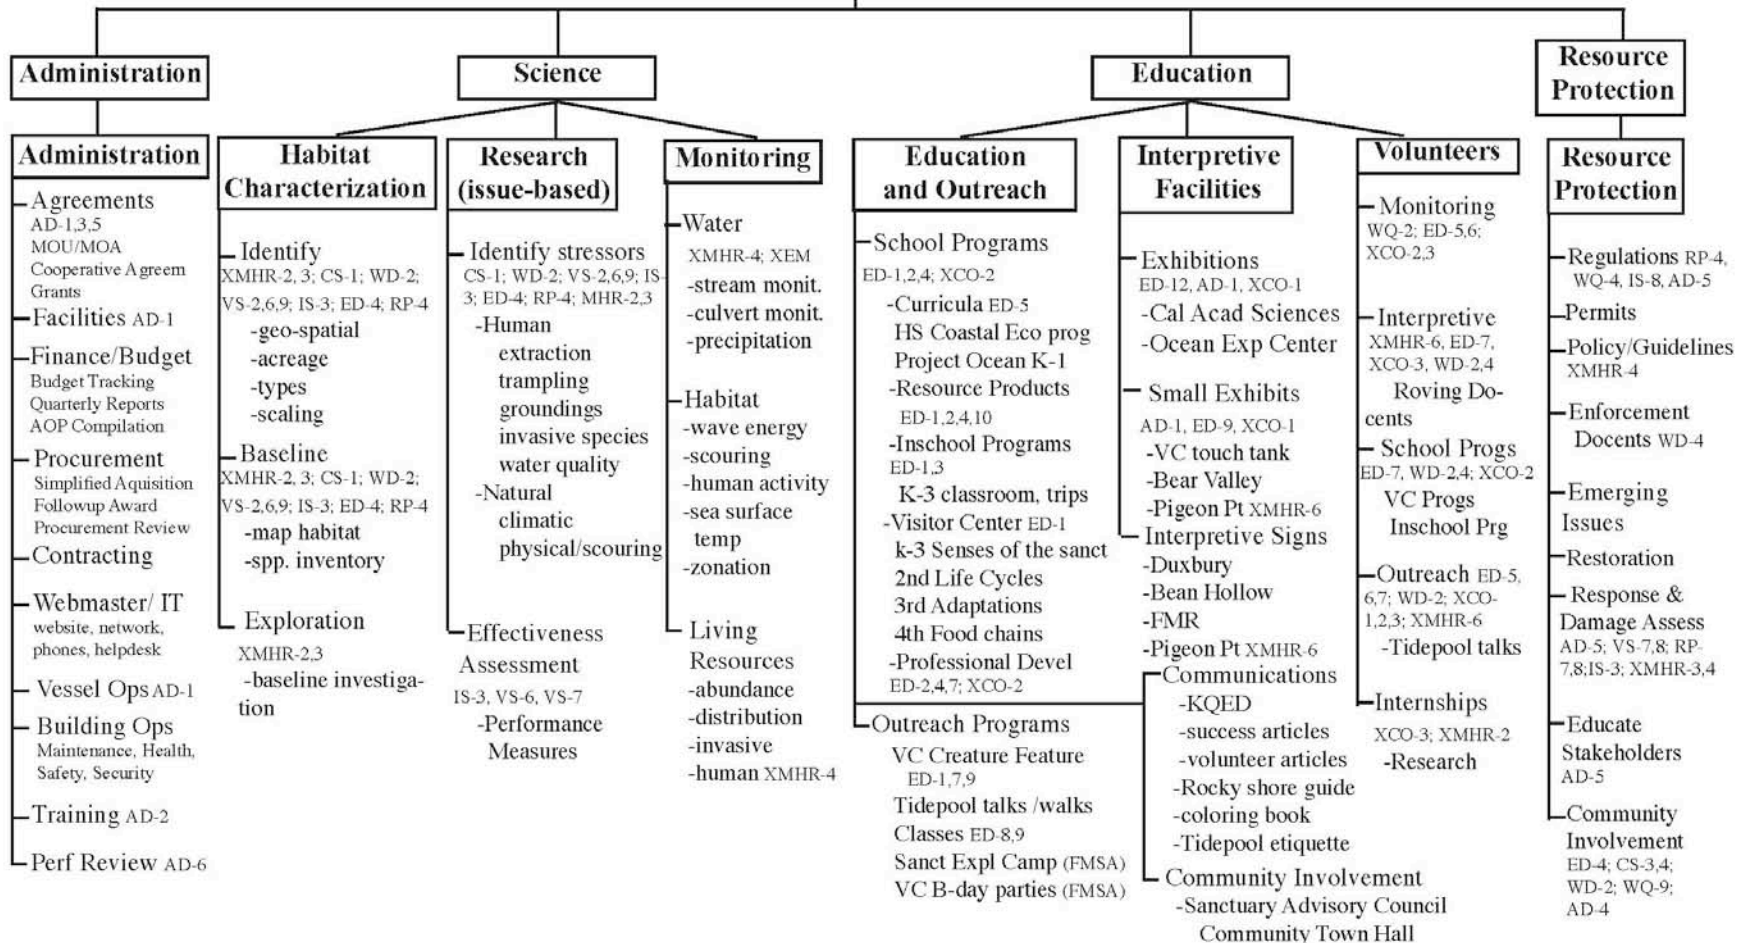 Administration
Science
Education
Resource
Protection
Administration
Agreements
AD-1,3,5
MOU/MOA
Cooperative Agreem
Grants
Facilities AD-1
Finance/Budget
Budget Tracking
Quarterly Reports
AOP Compilation
Procurement
Simplified Aquisition
Followup Award
Procurement Review
Contracting
Webmaster/ IT
website, network,
phones, helpdesk
Vessel Ops AD-1
Building Ops
Maintenance, Health,
Safety, Security
Training AD-2
Perf Review AD-6
Habitat
Characterization
Identify
XMHR-2, 3; CS-1; WD-2;
VS-2,6,9; IS-3; ED-4; RP-4
-geo-spatial
-acreage
-types
-scaling
Baseline
XMHR-2, 3; CS-1; WD-2;
VS-2,6,9; IS-3; ED-4; RP-4
-map habitat
-spp. inventory
Exploration
XMHR-2,3
-baseline investiga-
tion
Research
(issue-based)
Identify stressors
CS-1; WD-2; VS-2,6,9; IS-
3; ED-4; RP-4; MHR-2,3
-Human
extraction
trampling
groundings
invasive species
water quality
-Natural
climatic
physical/scouring
Effectiveness
Assessment
IS-3, VS-6, VS-7
-Performance
Measures
Monitoring
Water
XMHR-4; XEM
-stream monit.
-culvert monit.
-precipitation
Habitat
-wave energy
-scouring
-human activity
-sea surface
temp
-zonation
Living
Resources
-abundance
-distribution
-invasive
-human XMHR-4
Education
and Outreach
School Programs
ED-1,2,4; XCO-2
-Curricula ED-5
HS Coastal Eco prog
Project Ocean K-1
-Resource Products
ED-1,2,4,10
-Inschool Programs
ED-1,3
K-3 classroom, trips
-Visitor Center ED-1
k-3 Senses of the sanct
2nd Life Cycles
3rd Adaptations
4th Food chains
-Professional Devel
ED-2,4,7; XCO-2
Outreach Programs
VC Creature Feature
ED-1,7,9
Tidepool talks /walks
Classes ED-8,9
Sanct Expl Camp (FMSA)
VC B-day parties (FMSA)
Interpretive
Facilities
Exhibitions
ED-12, AD-1, XCO-1
-Cal Acad Sciences
-Ocean Exp Center
Small Exhibits
AD-1, ED-9, XCO-1
-VC touch tank
-Bear Valley
-Pigeon Pt XMHR-6
Interpretive Signs
-Duxbury
-Bean Hollow
-FMR
-Pigeon Pt XMHR-6
Communications
-KQED
-success articles
-volunteer articles
-Rocky shore guide
-coloring book
-Tidepool etiquette
Community Involvement
-Sanctuary Advisory Council
Community Town Hall
Volunteers
Monitoring
WQ-2; ED-5,6;
XCO-2,3
Interpretive
XMHR-6, ED-7,
XCO-3, WD-2,4
Roving Do-
cents
School Progs
ED-7, WD-2,4; XCO-2
VC Progs
Inschool Prg
Outreach ED-5,
6,7; WD-2; XCO-
1,2,3; XMHR-6
-Tidepool talks
Internships
XCO-3; XMHR-2
-Research
Resource
Protection
Regulations RP-4,
WQ-4, IS-8, AD-5
Permits
Policy/Guidelines
XMHR-4
Enforcement
Docents WD-4
Emerging
Issues
Restoration
Response &
Damage Assess
AD-5; VS-7,8; RP-
7,8;IS-3; XMHR-3,4
Educate
Stakeholders
AD-5
Community
Involvement
ED-4; CS-3,4;
WD-2; WQ-9;
AD-4